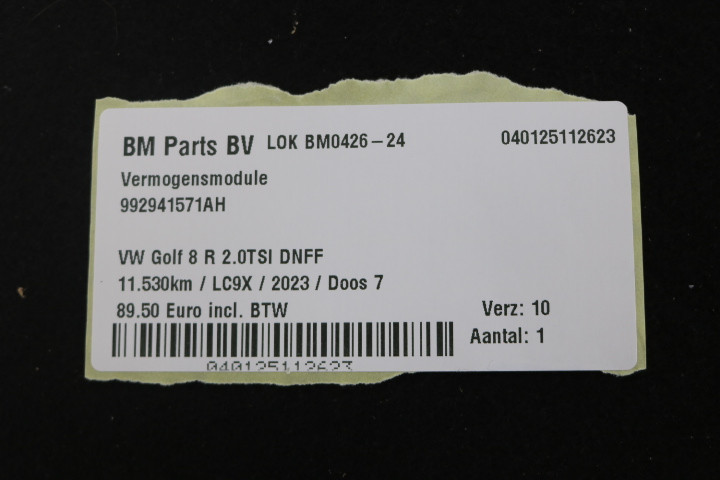 BM Parts BV LOK BM0426-24 040125112623
Vermogensmodule
992941571AH
VW Golf 8 R 2.0TSI DNFF
11.530km / LC9X / 2023 / Doos 7
89.50 Euro incl. BTW Verz: 10
Aantal: 1
040125112623